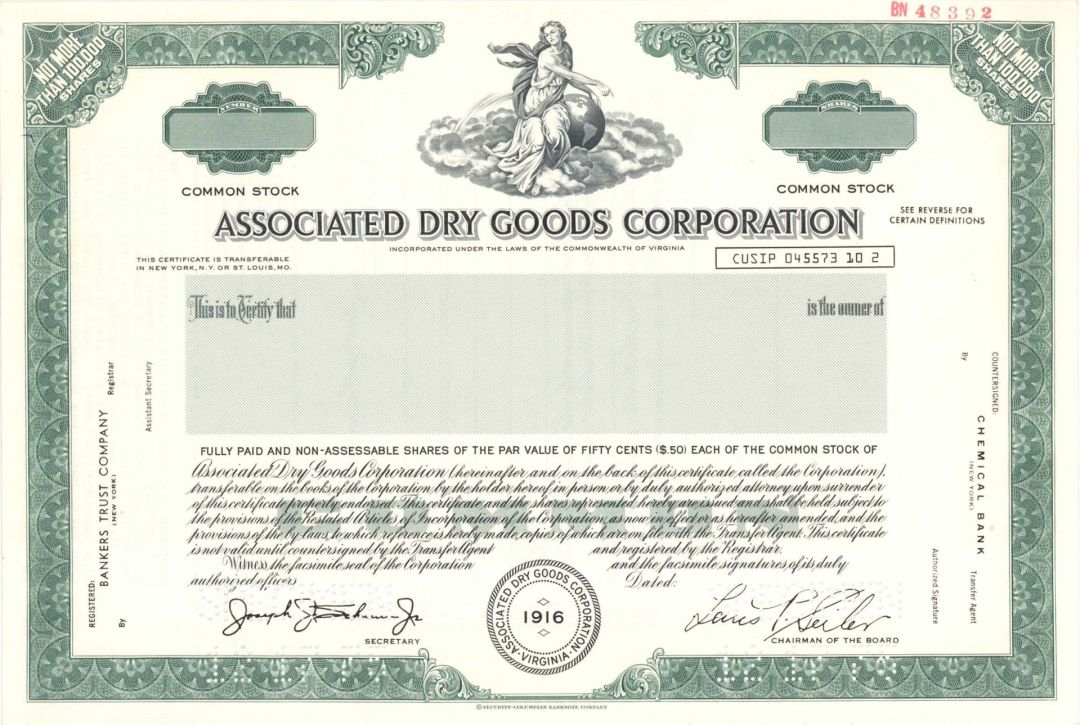 BN 48392
NOT MORE
THAN 100,000
SHARES
NOT MORE
THAN 100,000
SHARES
NUMBER
SHARES
COMMON STOCK
COMMON STOCK
ASSOCIATED DRY GOODS CORPORATION
SEE REVERSE FOR
CERTAIN DEFINITIONS
INCORPORATED UNDER THE LAWS OF THE COMMONWEALTH OF VIRGINIA
THIS CERTIFICATE IS TRANSFERABLE
IN NEW YORK, N.Y. OR ST. LOUIS, MO.
CUSIP 045573 10 2
This is to Certify that
is the owner of
FULLY PAID AND NON-ASSESSABLE SHARES OF THE PAR VALUE OF FIFTY CENTS ($.50) EACH OF THE COMMON STOCK OF
Associated Dry Goods Corporation (hereinafter and on the back of this certificate called the Corporation),
transferable on the books of the Corporation by the holder hereof in person or by duly authorized attorney upon surrender
of this certificate properly endorsed. This certificate and the shares represented hereby are issued and shall be held subject to
the provisions of the Restated Articles of Incorporation of the Corporation, as now in effect or as hereafter amended, and the
provisions of the by-laws to which reference is hereby made, copies of which are on file with the Transfer Agent. This certificate
is not valid until countersigned by the Transfer Agent and registered by the Registrar.
Witness the facsimile seal of the Corporation and the facsimile signatures of its duly
authorized officers. Dated:
SECRETARY
ASSOCIATED DRY GOODS CORPORATION
1916
VIRGINIA
CHAIRMAN OF THE BOARD
REGISTERED:
BANKERS TRUST COMPANY
(NEW YORK)
Registrar
By
Assistant Secretary
COUNTERSIGNED:
CHEMICAL BANK
(NEW YORK)
Transfer Agent
By
Authorized Signature
© SECURITY-COLUMBIAN BANKNOTE COMPANY